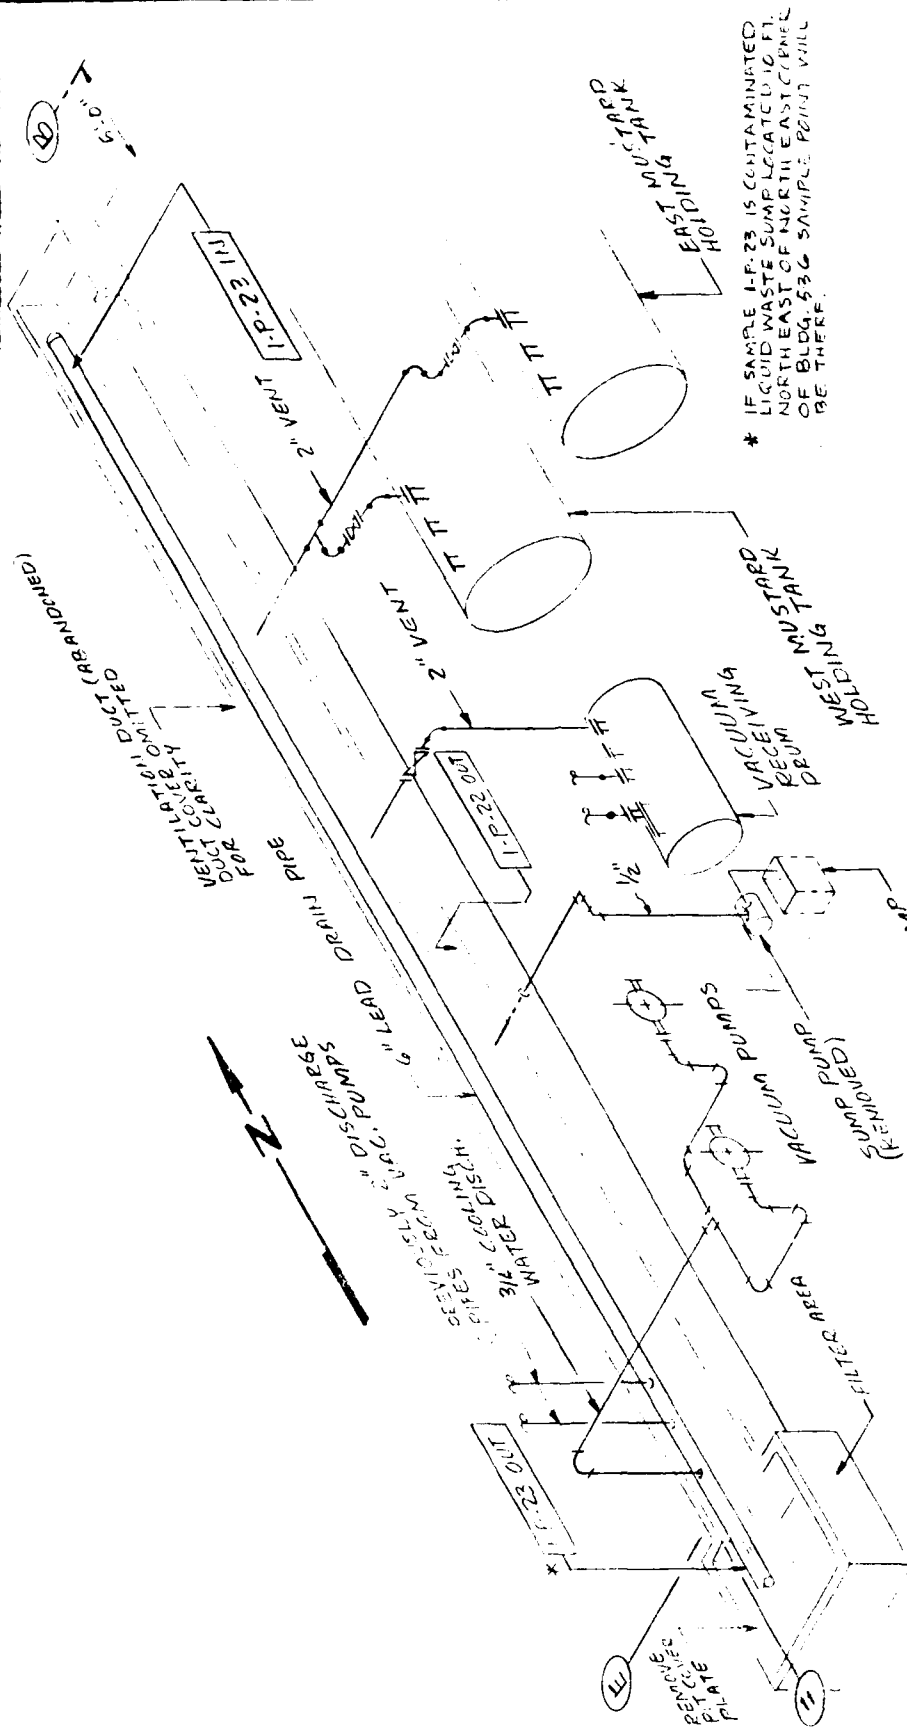 B
5'-0"
1-P-23 IN
2" VENT
EAST MUSTARD
HOLDING TANK
* IF SAMPLE 1-P-23 IS CONTAMINATED
LIQUID WASTE SUMP LOCATED 10 FT.
NORTH EAST OF NORTH EAST CORNER
OF BLDG. 536 SAMPLE POINT WILL
BE THERE.
VENTILATION DUCT (ABANDONED)
DUCT COVER OMITTED
FOR CLARITY
2" VENT
WEST MUSTARD
HOLDING TANK
1-P-22 OUT
VACUUM
RECEIVING
DRUM
6" LEAD DRAIN PIPE
1/2"
N
PREVIOUSLY " DISCHARGE
PIPES FROM VAC. PUMPS
3/4" COOLING
WATER DISCH.
VACUUM PUMPS
SUMP PUMP
(REMOVED)
* 1-P-23 OUT
FILTER AREA
E
REMOVE
PIT COVER
PLATE